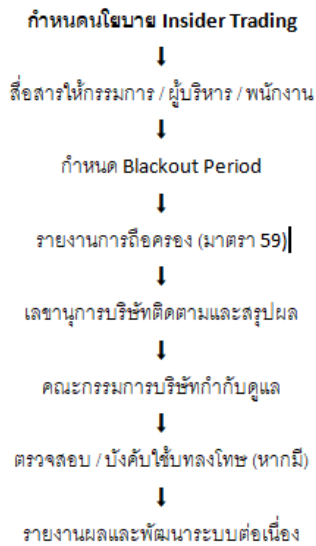 กำหนดนโยบาย Insider Trading
⬇
สื่อสารให้กรรมการ / ผู้บริหาร / พนักงาน
⬇
กำหนด Blackout Period
⬇
รายงานการถือครอง (มาตรา 59)
⬇
เลขานุการบริษัทติดตามและสรุปผล
⬇
คณะกรรมการบริษัทกำกับดูแล
⬇
ตรวจสอบ / บังคับใช้บทลงโทษ (หากมี)
⬇
รายงานผลและพัฒนาระบบต่อเนื่อง